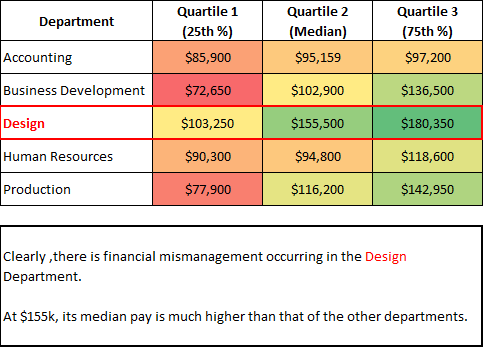 Department Quartile 1 (25th %) Quartile 2 (Median) Quartile 3 (75th %)
Accounting $85,900 $95,159 $97,200
Business Development $72,650 $102,900 $136,500
Design $103,250 $155,500 $180,350
Human Resources $90,300 $94,800 $118,600
Production $77,900 $116,200 $142,950
Clearly ,there is financial mismanagement occurring in the Design
Department.
At $155k, its median pay is much higher than that of the other departments.